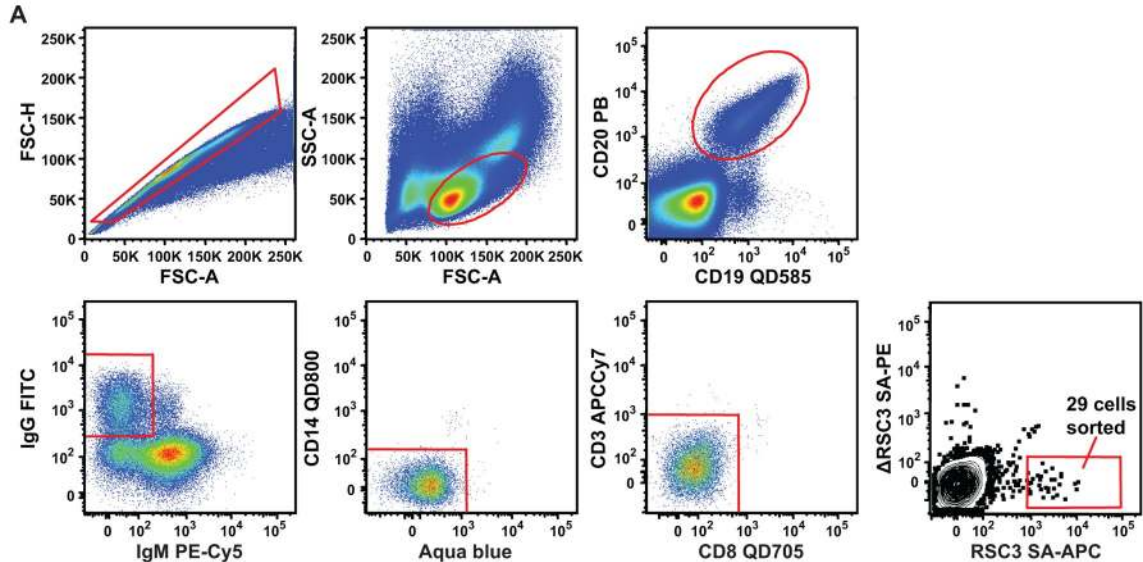 A
250K
200K
150K
100K
50K
0
FSC-H
0 50K 100K 150K 200K 250K
FSC-A
250K
200K
150K
100K
50K
0
SSC-A
0 50K 100K 150K 200K 250K
FSC-A
10^5
10^4
10^3
10^2
0
CD20 PB
0 10^2 10^3 10^4 10^5
CD19 QD585
10^5
10^4
10^3
10^2
0
IgG FITC
0 10^2 10^3 10^4 10^5
IgM PE-Cy5
10^5
10^4
10^3
10^2
0
CD14 QD800
0 10^2 10^3 10^4 10^5
Aqua blue
10^5
10^4
10^3
10^2
0
CD3 APCCy7
0 10^2 10^3 10^4 10^5
CD8 QD705
10^5
10^4
10^3
10^2
0
ΔRSC3 SA-PE
29 cells
sorted
0 10^2 10^3 10^4 10^5
RSC3 SA-APC